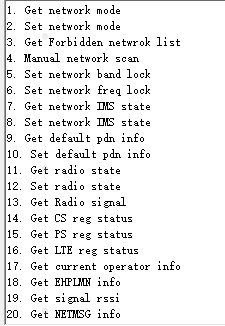 1. Get network mode
2. Set network mode
3. Get Forbidden netwrok list
4. Manual network scan
5. Set network band lock
6. Set network freq lock
7. Get network IMS state
8. Set network IMS state
9. Get default pdn info
10. Set default pdn info
11. Get radio state
12. Set radio state
13. Get Radio signal
14. Get CS reg status
15. Get PS reg status
16. Get LTE reg status
17. Get current operator info
18. Get EHPLMN info
19. Get signal rssi
20. Get NETMSG info